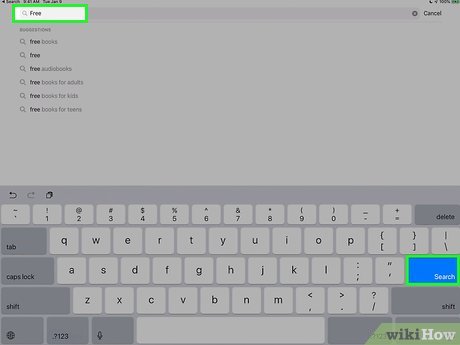 Search 9:41 AM Tue Jan 9 100%
Free Cancel
SUGGESTIONS
free books
free
free audiobooks
free books for adults
free books for kids
free books for teens
~ ! @ # $ % ^ & * ( ) _ + delete
` 1 2 3 4 5 6 7 8 9 0 - =
tab q w e r t y u i o p { } |
[ ] \
caps lock a s d f g h j k l : " Search
; '
shift z x c v b n m < > ? shift
, . /
.?123 .?123
wikiHow